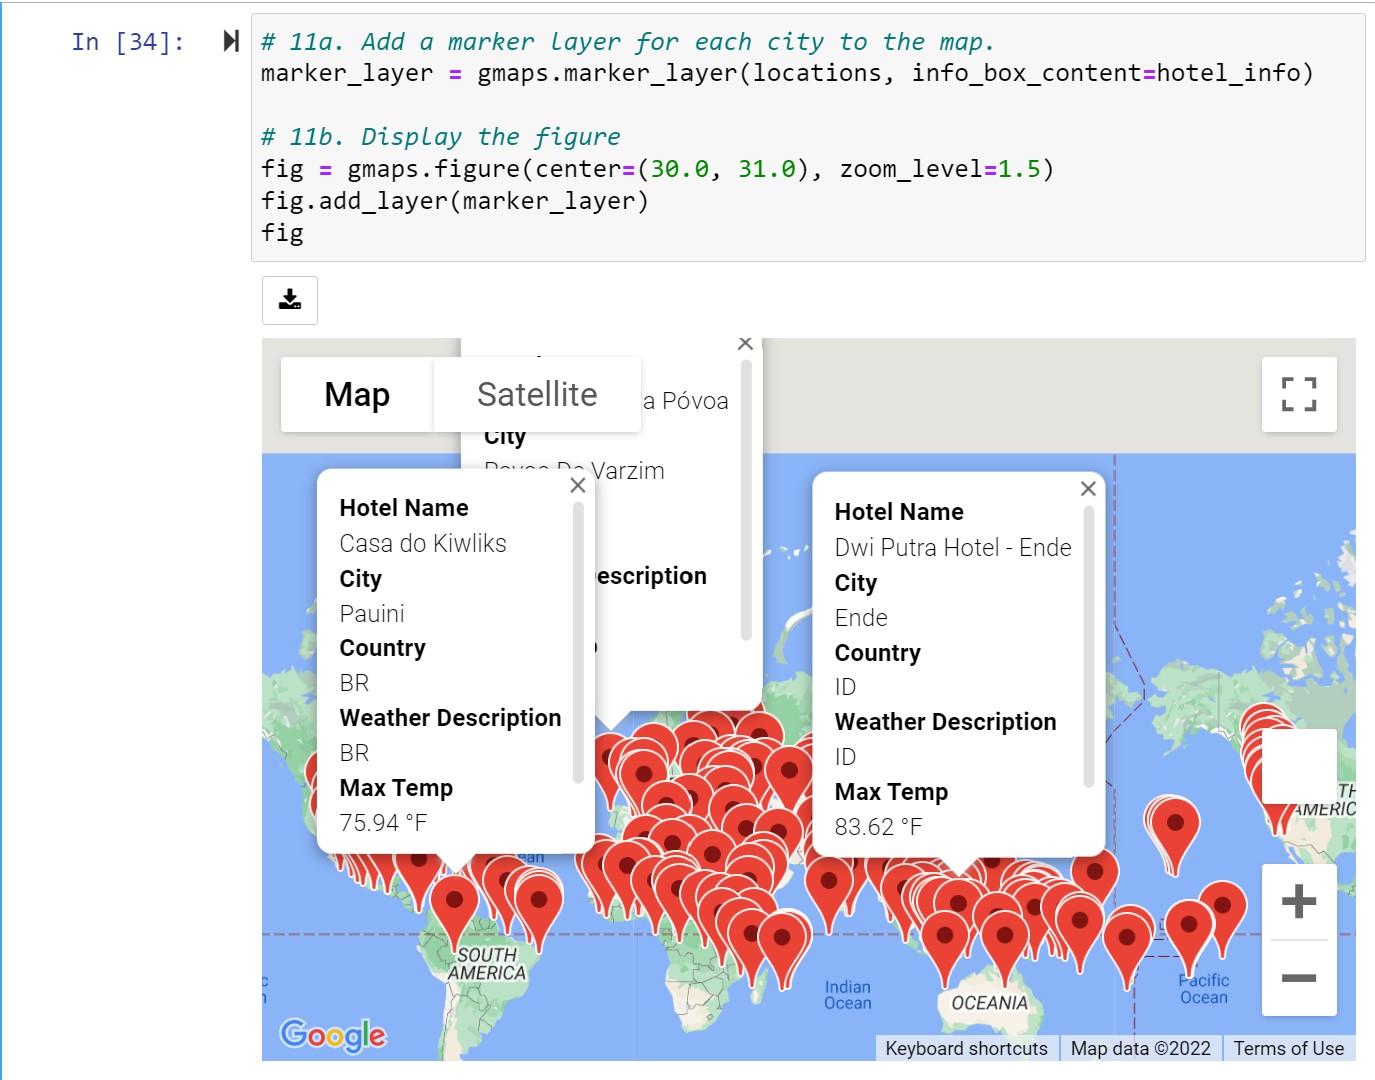 In [34]:
# 11a. Add a marker layer for each city to the map.
marker_layer = gmaps.marker_layer(locations, info_box_content=hotel_info)
# 11b. Display the figure
fig = gmaps.figure(center=(30.0, 31.0), zoom_level=1.5)
fig.add_layer(marker_layer)
fig
Map
Satellite
a Póvoa
City
Varzim
escription
Hotel Name
Casa do Kiwliks
City
Pauini
Country
BR
Weather Description
BR
Max Temp
75.94 °F
Hotel Name
Dwi Putra Hotel - Ende
City
Ende
Country
ID
Weather Description
ID
Max Temp
83.62 °F
SOUTH
AMERICA
Indian
Ocean
OCEANIA
Pacific
Ocean
Google
Keyboard shortcuts
Map data ©2022
Terms of Use